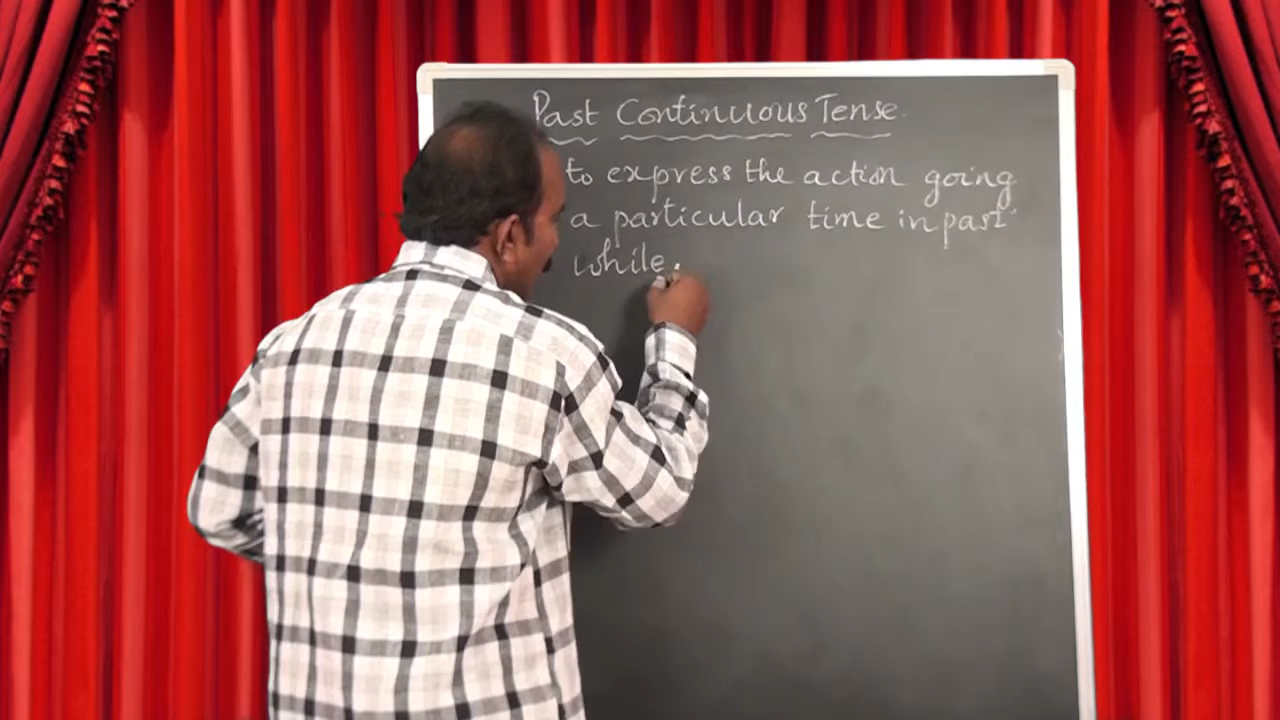 Past Continuous Tense
to express the action going
a particular time in past
while